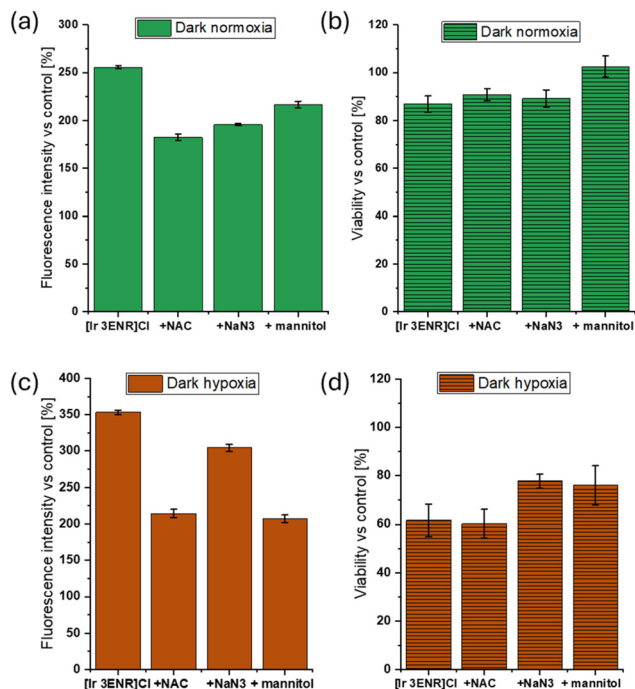 (a)
Dark normoxia
Fluorescence intensity vs control [%]
300
250
200
150
100
50
0
[Ir 3ENR]Cl +NAC +NaN3 + mannitol
(b)
Dark normoxia
Viability vs control [%]
120
100
80
60
40
20
0
[Ir 3ENR]Cl +NAC +NaN3 + mannitol
(c)
Dark hypoxia
Fluorescence intensity vs control [%]
400
350
300
250
200
150
100
50
0
[Ir 3ENR]Cl +NAC +NaN3 + mannitol
(d)
Dark hypoxia
Viability vs control [%]
120
100
80
60
40
20
0
[Ir 3ENR]Cl +NAC +NaN3 + mannitol